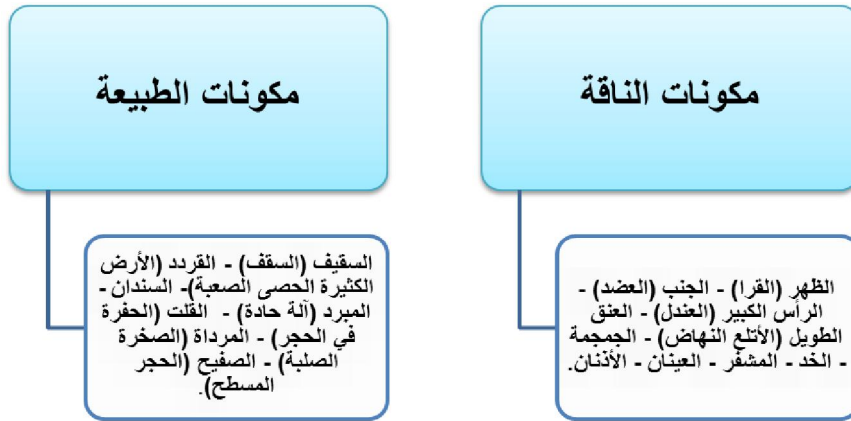 مكونات الناقة
الظهر (القرا) - الجنب (العضد) -
الرأس الكبير (العندل) - العنق
الطويل (الأتلع النهاض) - الجمجمة
- الخد - المشفر - العينان - الأذنان.
مكونات الطبيعة
السقيف (السقف) - القردد (الأرض
الكثيرة الحصى الصعبة)- السندان -
المبرد (آلة حادة) - القلت (الحفرة
في الحجر) - المرداة (الصخرة
الصلبة) - الصفيح (الحجر
المسطح).